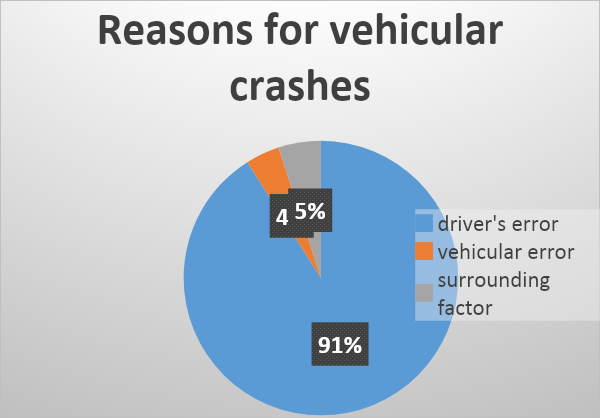 Reasons for vehicular
crashes
4
5%
91%
driver's error
vehicular error
surrounding
factor